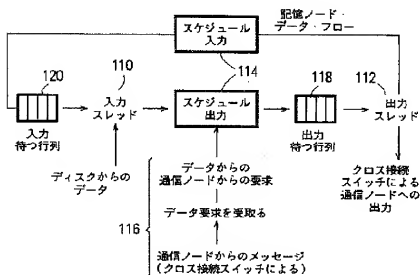 記憶ノード・
データ・フロー
スケジュール
入力
120
110
114
118
112
入力
スレッド
スケジュール
出力
出力
スレッド
入力
待つ行列
出力
待つ行列
ディスクからの
データ
データからの
通信ノードからの要求
クロス接続
スイッチによる
通信ノードへの
出力
116
データ要求を受取る
通信ノードからのメッセージ
(クロス接続スイッチによる)